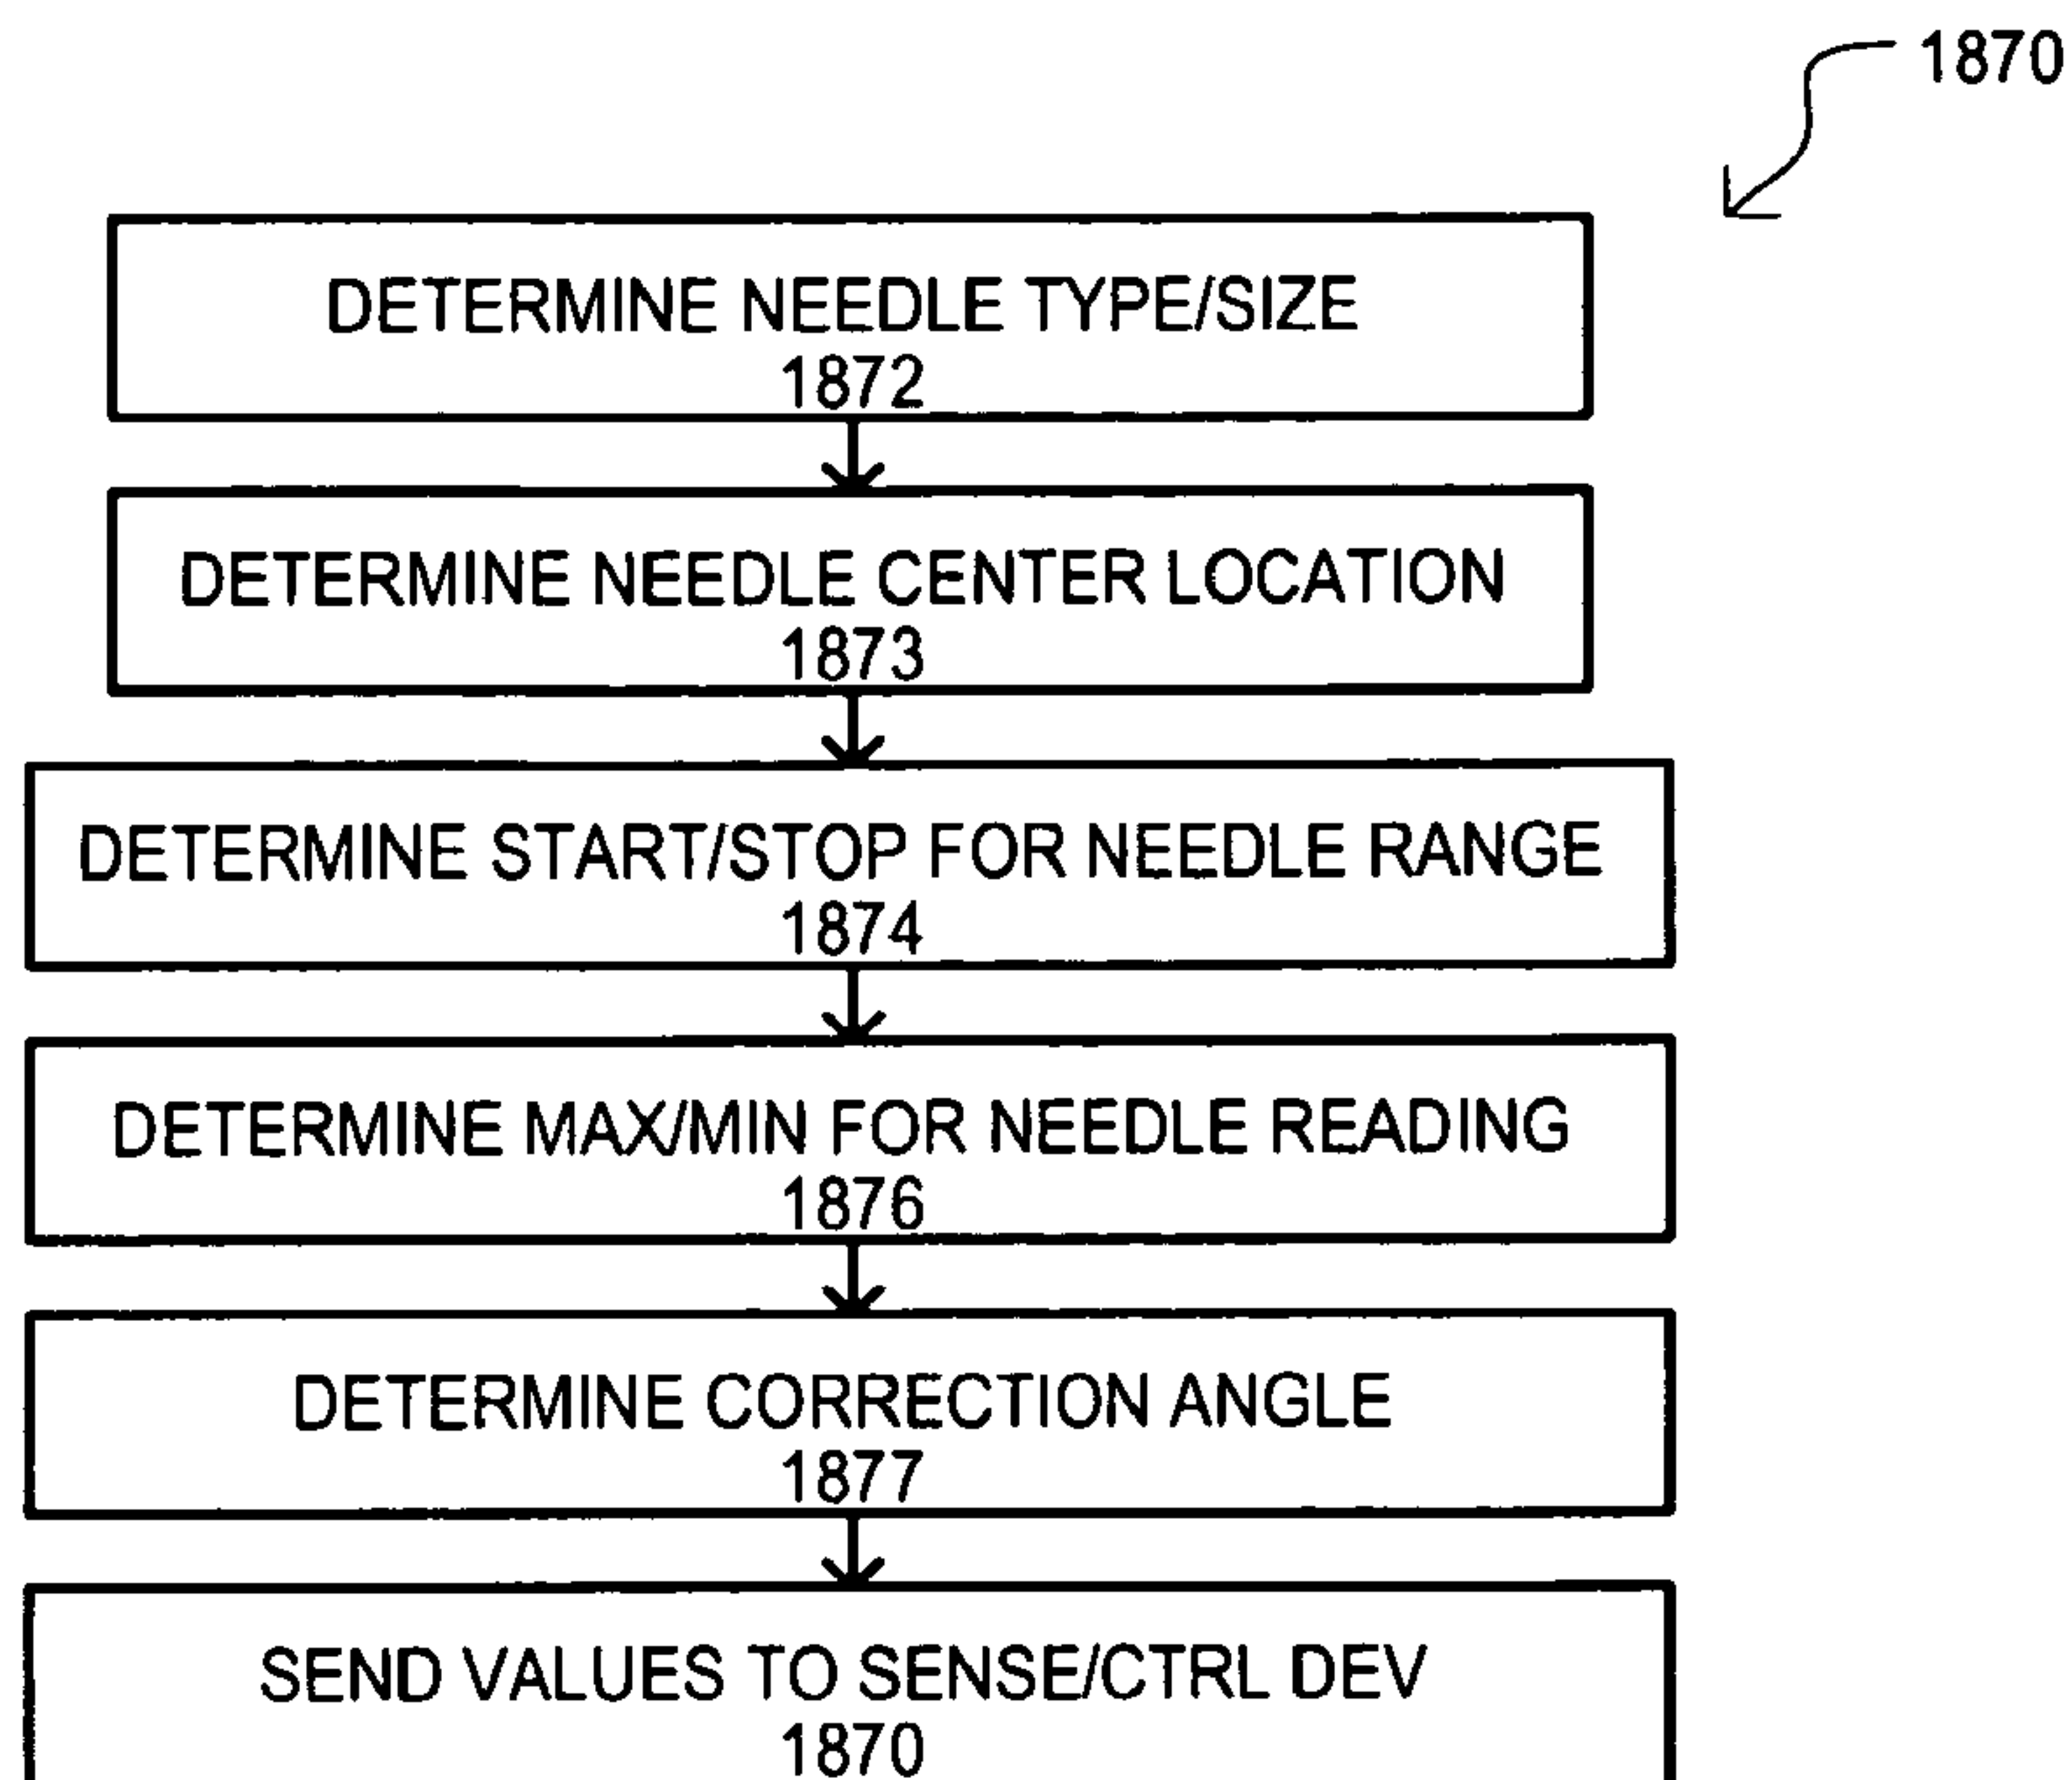 1870
DETERMINE NEEDLE TYPE/SIZE
1872
DETERMINE NEEDLE CENTER LOCATION
1873
DETERMINE START/STOP FOR NEEDLE RANGE
1874
DETERMINE MAX/MIN FOR NEEDLE READING
1876
DETERMINE CORRECTION ANGLE
1877
SEND VALUES TO SENSE/CTRL DEV
1870